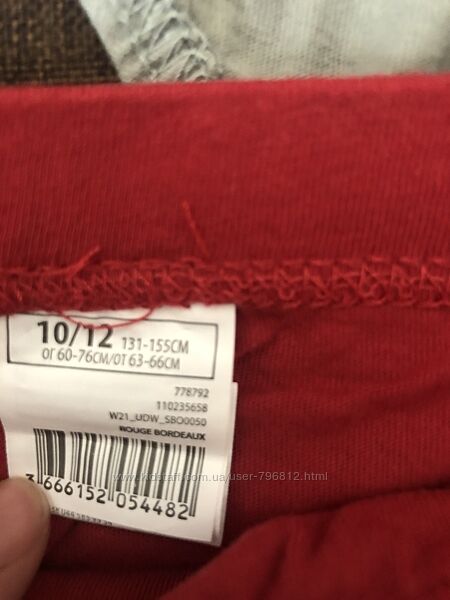 10/12 131-155CM
ОГ 60-76СМ/ОТ 63-66СМ
778792
110235658
W21_UDW_SBO0050
ROUGE BORDEAUX
www.kidstaff.com.ua/user-796812.html
3 666152 054482